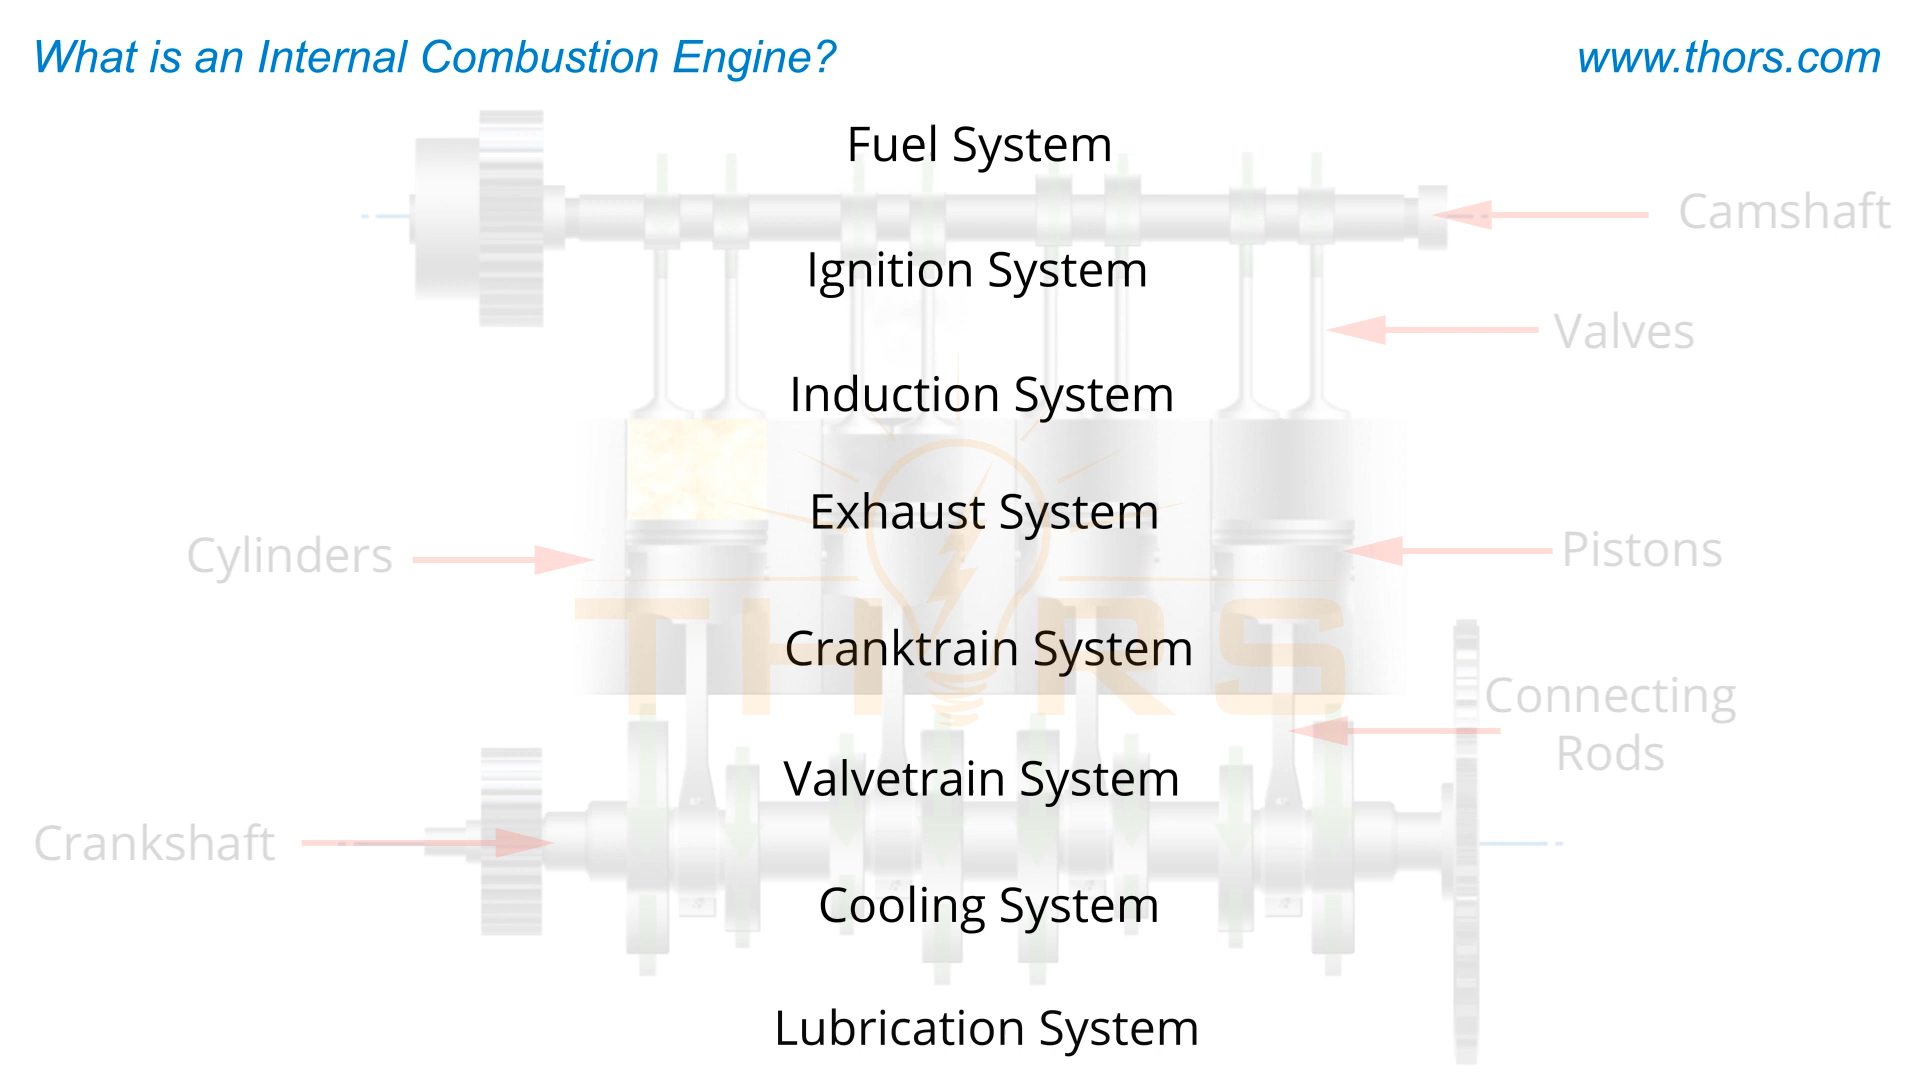 What is an Internal Combustion Engine?
www.thors.com
Fuel System
Camshaft
Ignition System
Valves
Induction System
Exhaust System
Cylinders
Pistons
THORS
Cranktrain System
Connecting
Rods
Valvetrain System
Crankshaft
Cooling System
Lubrication System